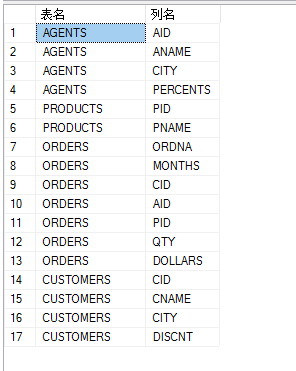 表名 列名
1 AGENTS AID
2 AGENTS ANAME
3 AGENTS CITY
4 AGENTS PERCENTS
5 PRODUCTS PID
6 PRODUCTS PNAME
7 ORDERS ORDNA
8 ORDERS MONTHS
9 ORDERS CID
10 ORDERS AID
11 ORDERS PID
12 ORDERS QTY
13 ORDERS DOLLARS
14 CUSTOMERS CID
15 CUSTOMERS CNAME
16 CUSTOMERS CITY
17 CUSTOMERS DISCNT